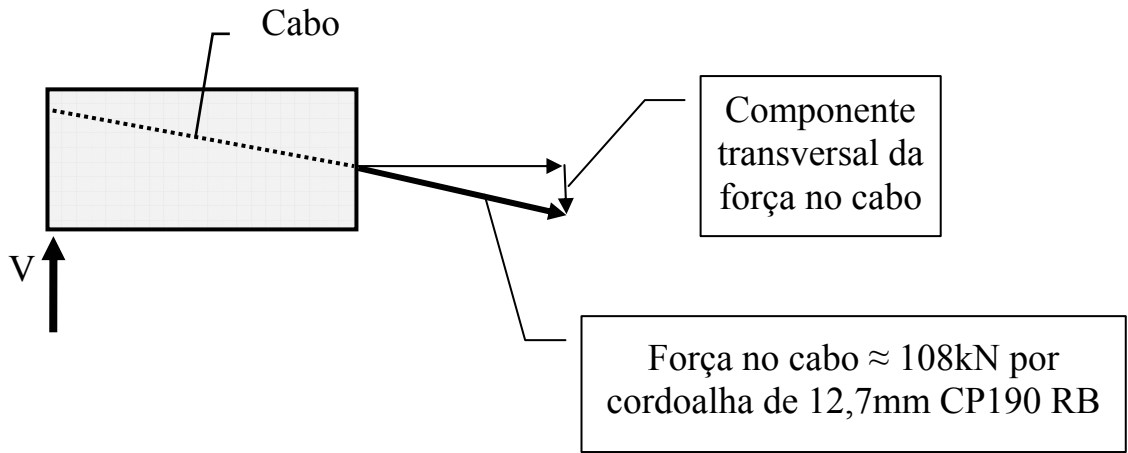 Cabo
Componente
transversal da
força no cabo
V
Força no cabo ≈ 108kN por
cordoalha de 12,7mm CP190 RB